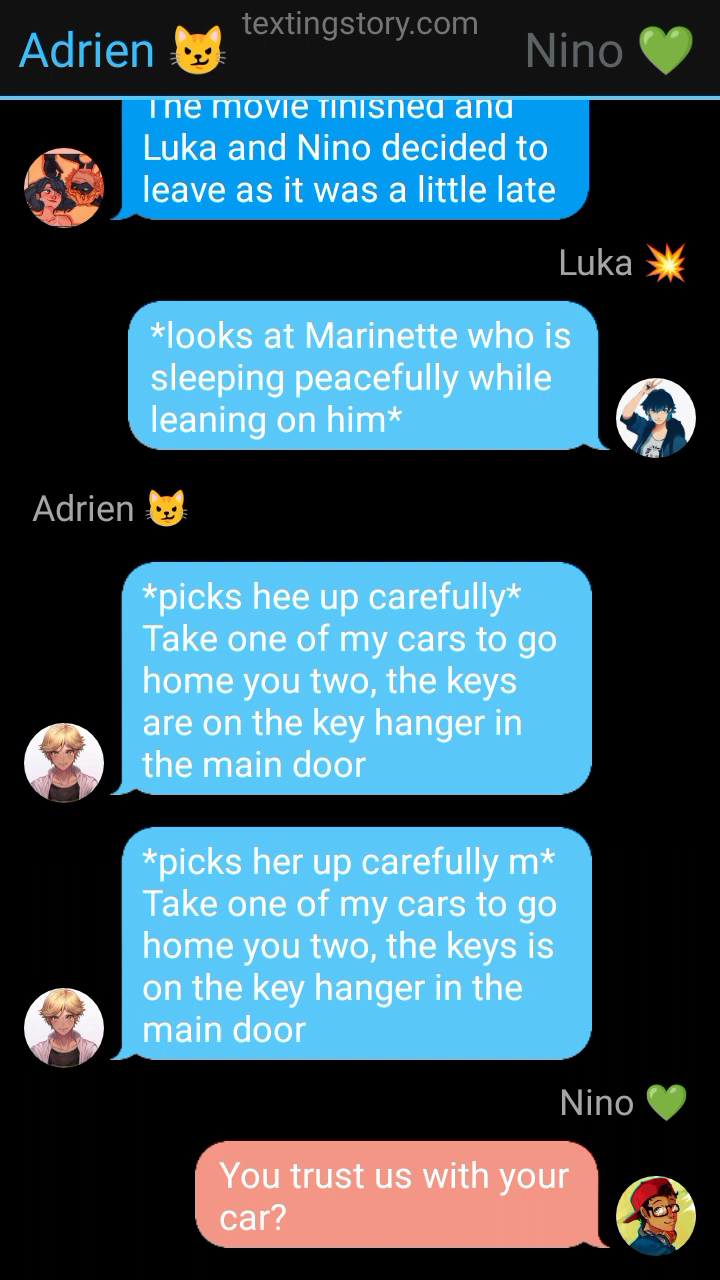 textingstory.com
Adrien 😼 Nino 💚
The movie finished and
Luka and Nino decided to
leave as it was a little late
Luka 💥
*looks at Marinette who is
sleeping peacefully while
leaning on him*
Adrien 😼
*picks hee up carefully*
Take one of my cars to go
home you two, the keys
are on the key hanger in
the main door
*picks her up carefully m*
Take one of my cars to go
home you two, the keys is
on the key hanger in the
main door
Nino 💚
You trust us with your
car?